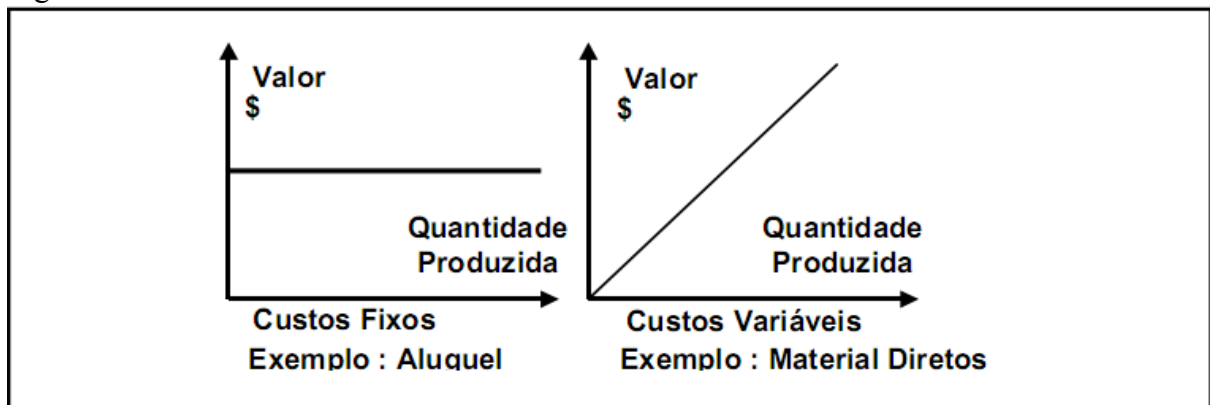 Valor
$
Quantidade
Produzida
Custos Fixos
Exemplo : Aluguel
Valor
$
Quantidade
Produzida
Custos Variáveis
Exemplo : Material Diretos